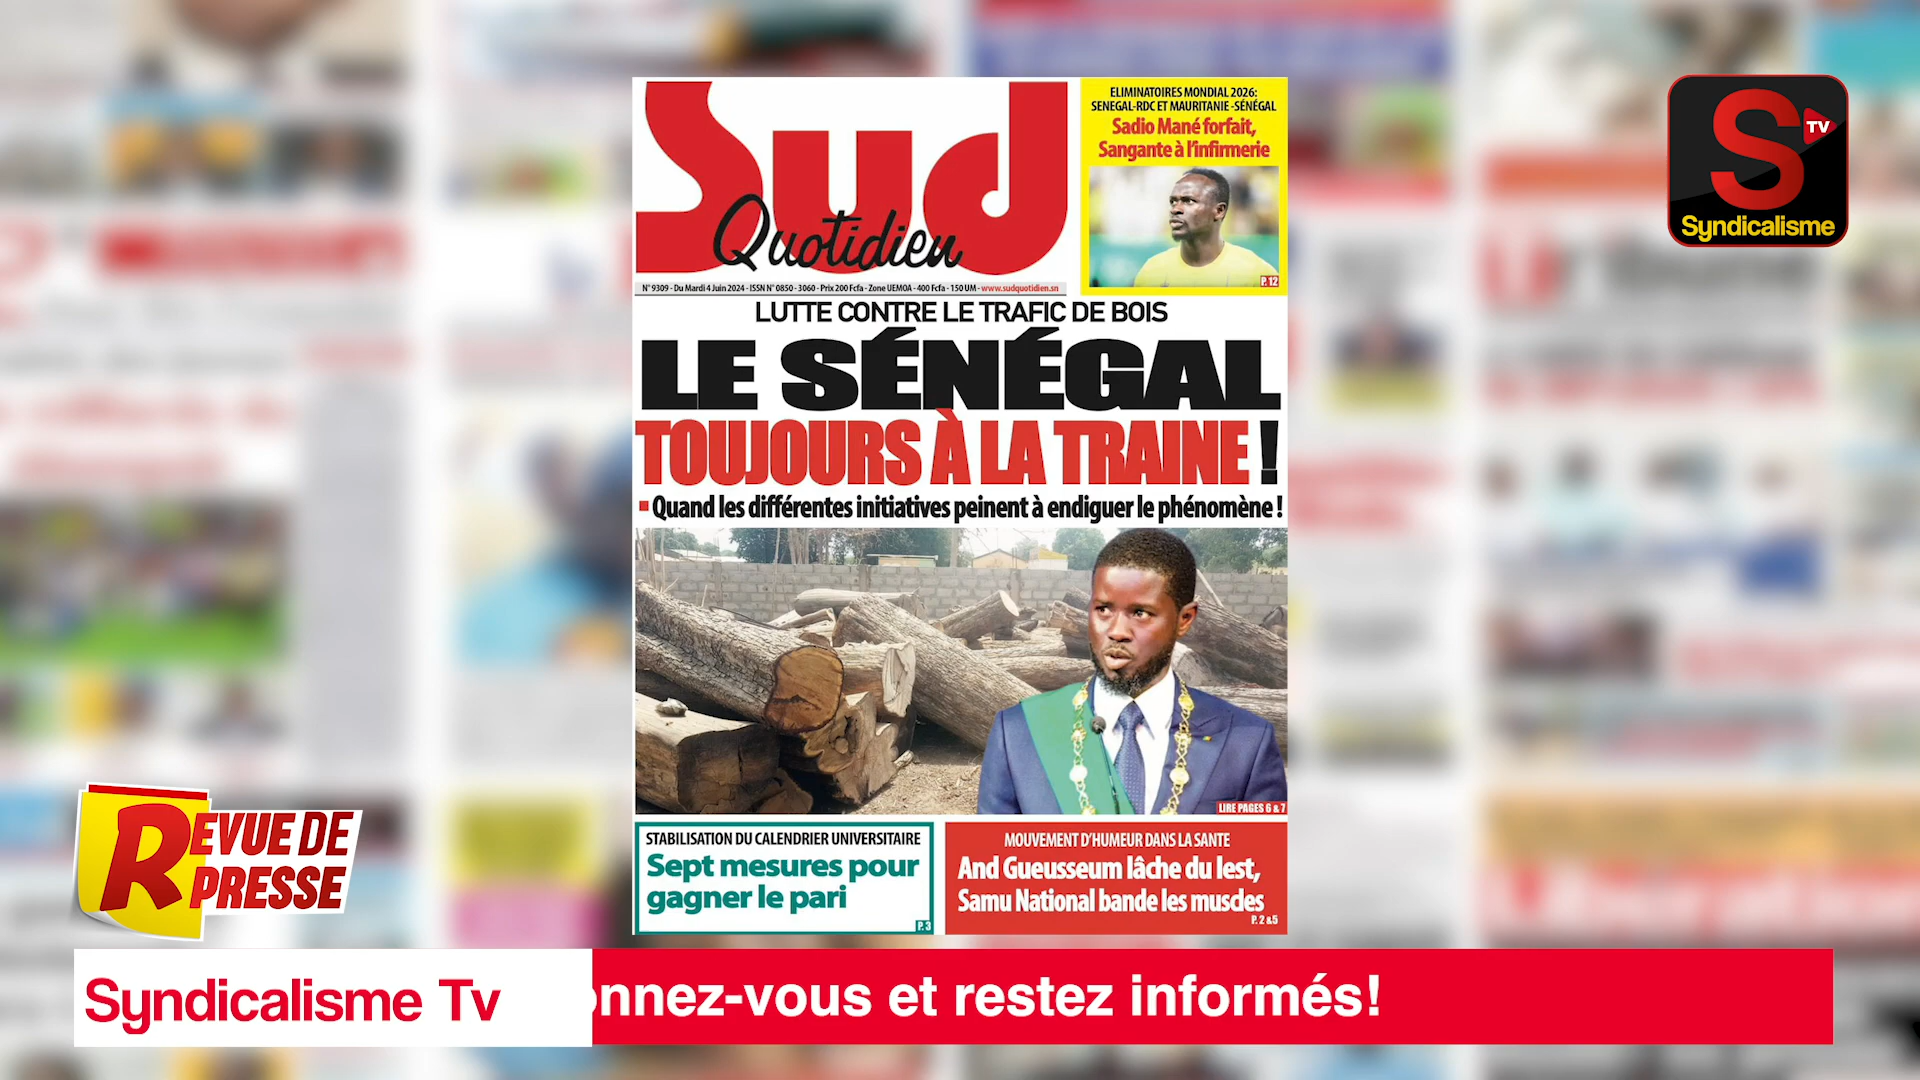 Sud
Quotidien
N° 9309 - Du Mardi 4 Juin 2024 - ISSN N° 0850 - 3060 - Prix 200 Fcfa - Zone UEMOA - 400 Fcfa - 150 UM - www.sudquotidien.sn
ELIMINATOIRES MONDIAL 2026:
SENEGAL-RDC ET MAURITANIE -SÉNÉGAL
Sadio Mané forfait,
Sangante à l'infirmerie
P. 12
LUTTE CONTRE LE TRAFIC DE BOIS
LE SÉNÉGAL
TOUJOURS À LA TRAINE !
Quand les différentes initiatives peinent à endiguer le phénomène !
LIRE PAGES 6 & 7
STABILISATION DU CALENDRIER UNIVERSITAIRE
Sept mesures pour
gagner le pari
P. 3
MOUVEMENT D'HUMEUR DANS LA SANTE
And Gueusseum lâche du lest,
Samu National bande les muscles
P. 2 &5
S TV
Syndicalisme
REVUE DE
PRESSE
Syndicalisme Tv
onnez-vous et restez informés!